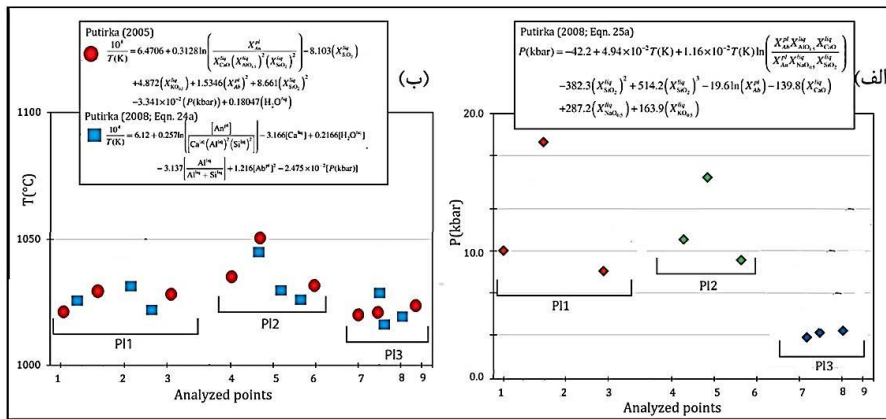 Putirka (2005)
10⁴/T(K) = 6.4706+0.3128ln(X_An^pl / X_CaO^liq (X_AlO1.5^liq)² (X_SiO2^liq)²) −8.103(X_SiO2^liq)
+4.872(X_KO0.5^liq)+1.5346(X_Ab^pl)²+8.661(X_SiO2^liq)²
−3.341×10⁻²(P(kbar))+0.18047(H₂O^liq)
Putirka (2008; Eqn. 24a)
10⁴/T(K) = 6.12+0.257ln([An^pl] / [Ca^liq (Al^liq)² (Si^liq)²]) −3.166[Ca^liq]+0.2166[H₂O^liq]
−3.137[Al^liq / Al^liq + Si^liq]+1.216[Ab^pl]²−2.475×10⁻²[P(kbar)]
(ب)
1100
1050
1000
T(°C)
Pl1
Pl2
Pl3
1 2 3 4 5 6 7 8 9
Analyzed points
Putirka (2008; Eqn. 25a)
P(kbar)=−42.2+4.94×10⁻²T(K)+1.16×10⁻²T(K)ln(X_Ab^pl X_AlO1.5^liq X_CaO^liq / X_An^pl X_NaO0.5^liq X_SiO2^liq)
−382.3(X_SiO2^liq)²+514.2(X_SiO2^liq)³−19.6ln(X_Ab^pl)−139.8(X_CaO^liq)
+287.2(X_NaO0.5^liq)+163.9(X_KO0.5^liq)
(الف
20.0
10.0
0.0
P(kbar)
Pl1
Pl2
Pl3
1 2 3 4 5 6 7 8 9
Analyzed points